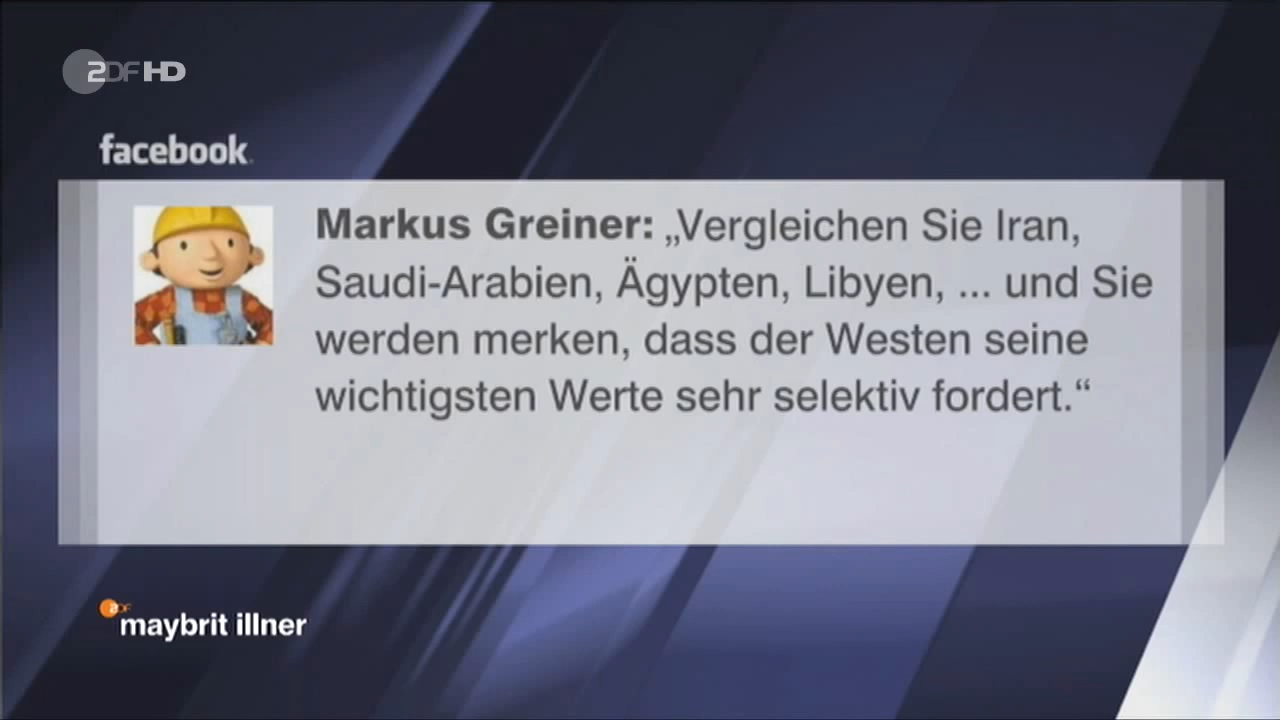 ZDF HD
facebook
Markus Greiner: „Vergleichen Sie Iran,
Saudi-Arabien, Ägypten, Libyen, ... und Sie
werden merken, dass der Westen seine
wichtigsten Werte sehr selektiv fordert.“
ZDF
maybrit illner